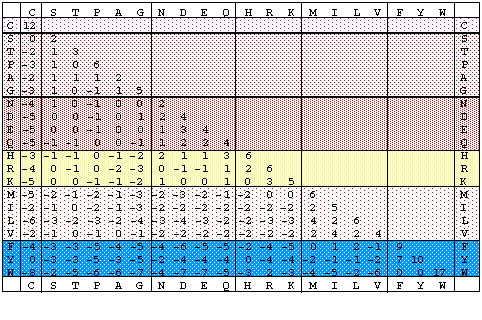 C S T P A G N D E Q H R K M I L V F Y W
C 12 C
S 0 2 S
T -2 1 3 T
P -3 1 0 6 P
A -2 1 1 1 2 A
G -3 1 0 -1 1 5 G
N -4 1 0 -1 0 0 2 N
D -5 0 0 -1 0 1 2 4 D
E -5 0 0 -1 0 0 1 3 4 E
Q -5 -1 -1 0 0 -1 1 2 2 4 Q
H -3 -1 -1 0 -1 -2 2 1 1 3 6 H
R -4 0 -1 0 -2 -3 0 -1 -1 1 2 6 R
K -5 0 0 -1 -1 -2 1 0 0 1 0 3 5 K
M -5 -2 -1 -2 -1 -3 -2 -3 -2 -1 -2 0 0 6 M
I -2 -1 0 -2 -1 -3 -2 -2 -2 -2 -2 -2 -2 2 5 I
L -6 -3 -2 -3 -2 -4 -3 -4 -3 -2 -2 -3 -3 4 2 6 L
V -2 -1 0 -1 0 -1 -2 -2 -2 -2 -2 -2 -2 2 4 2 4 V
F -4 -3 -3 -5 -4 -5 -4 -6 -5 -5 -2 -4 -5 0 1 2 -1 9 F
Y 0 -3 -3 -5 -3 -5 -2 -4 -4 -4 0 -4 -4 -2 -1 -1 -2 7 10 Y
W -8 -2 -5 -6 -6 -7 -4 -7 -7 -5 -3 2 -3 -4 -5 -2 -6 0 0 17 W
C S T P A G N D E Q H R K M I L V F Y W